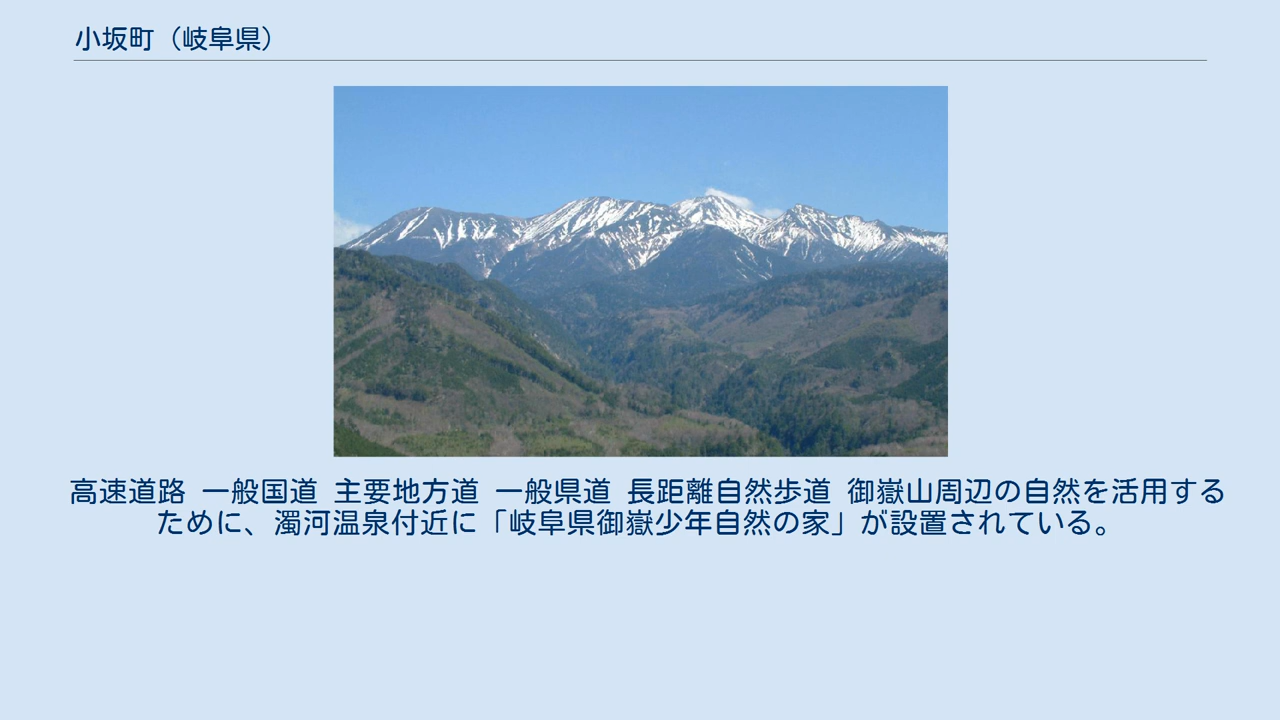 小坂町（岐阜県）
高速道路 一般国道 主要地方道 一般県道 長距離自然歩道 御嶽山周辺の自然を活用する
ために、濁河温泉付近に「岐阜県御嶽少年自然の家」が設置されている。